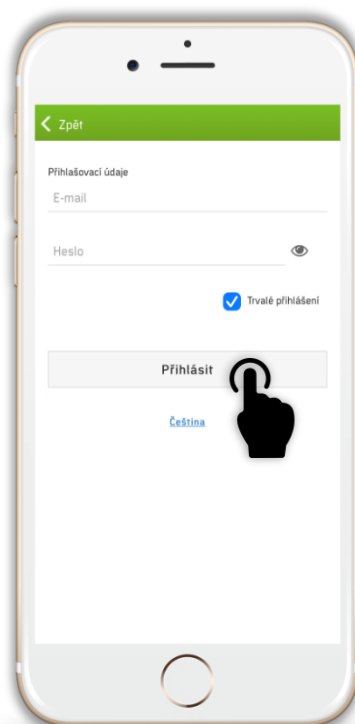 Zpět
Přihlašovací údaje
E-mail
Heslo
Trvalé přihlášení
Přihlásit
Čeština